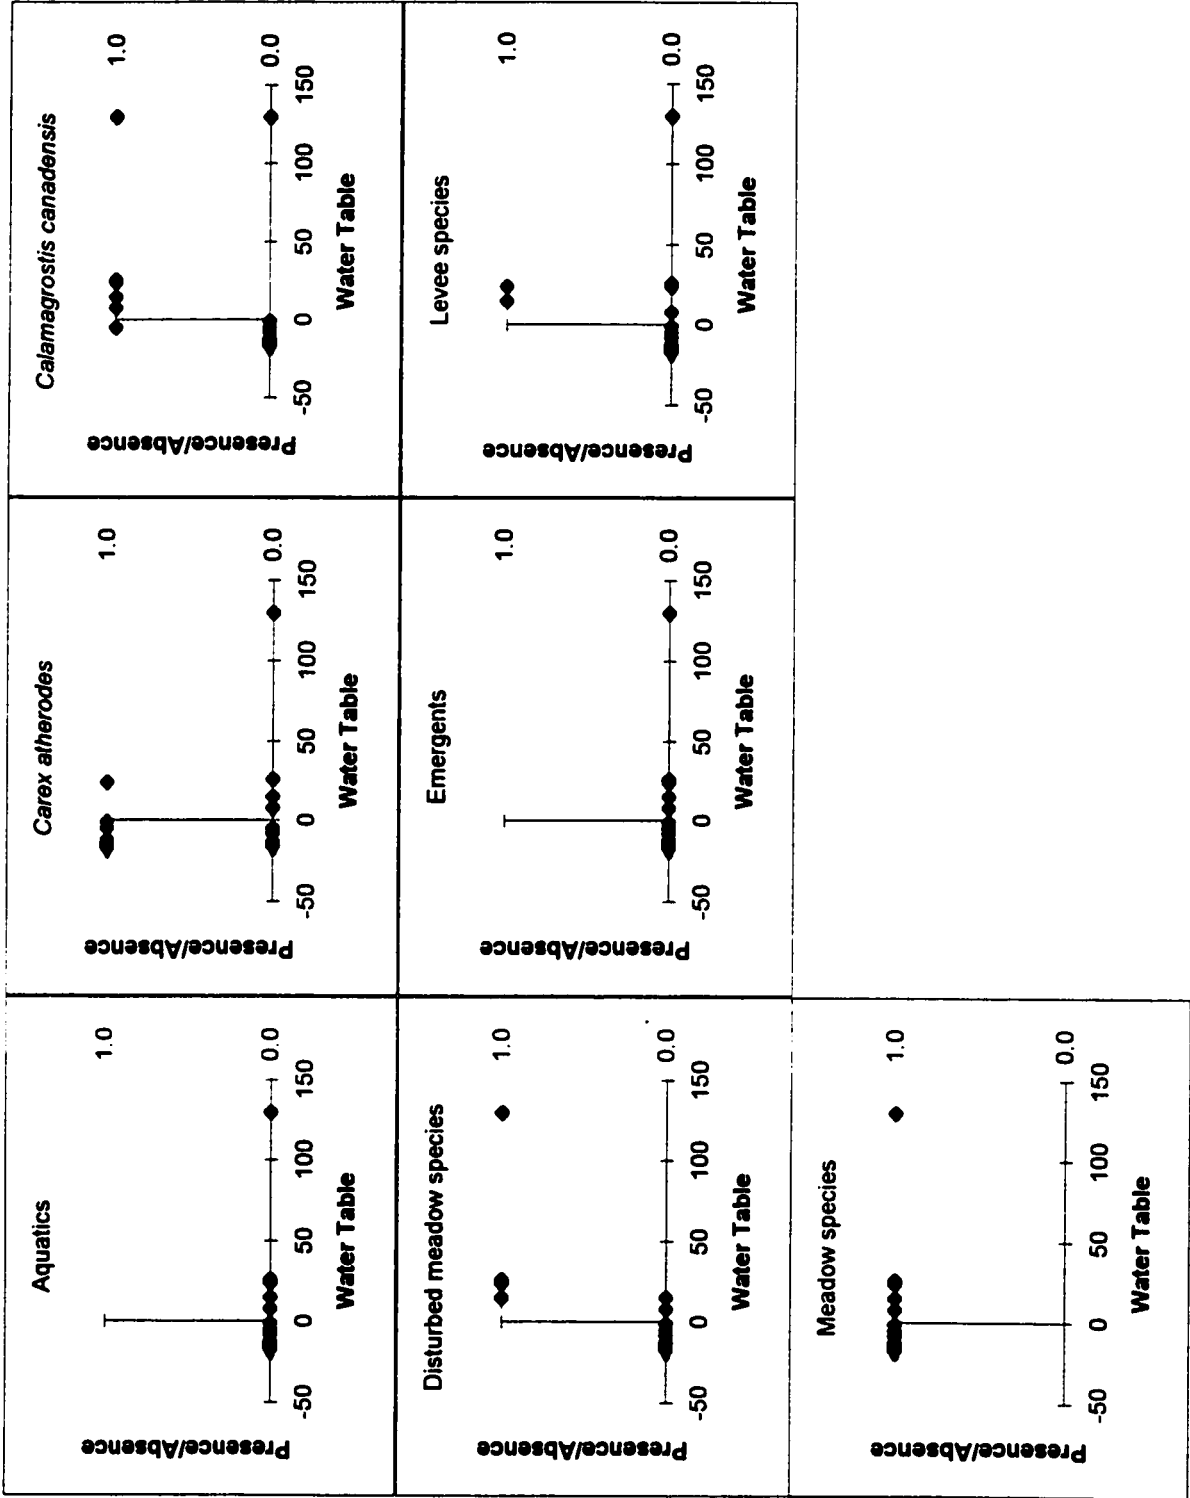 Aquatics
Presence/Absence
1.0
0.0
-50 0 50 100 150
Water Table
Carex atherodes
Presence/Absence
1.0
0.0
-50 0 50 100 150
Water Table
Calamagrostis canadensis
Presence/Absence
1.0
0.0
-50 0 50 100 150
Water Table
Disturbed meadow species
Presence/Absence
1.0
0.0
-50 0 50 100 150
Water Table
Emergents
Presence/Absence
1.0
0.0
-50 0 50 100 150
Water Table
Levee species
Presence/Absence
1.0
0.0
-50 0 50 100 150
Water Table
Meadow species
Presence/Absence
1.0
0.0
-50 0 50 100 150
Water Table